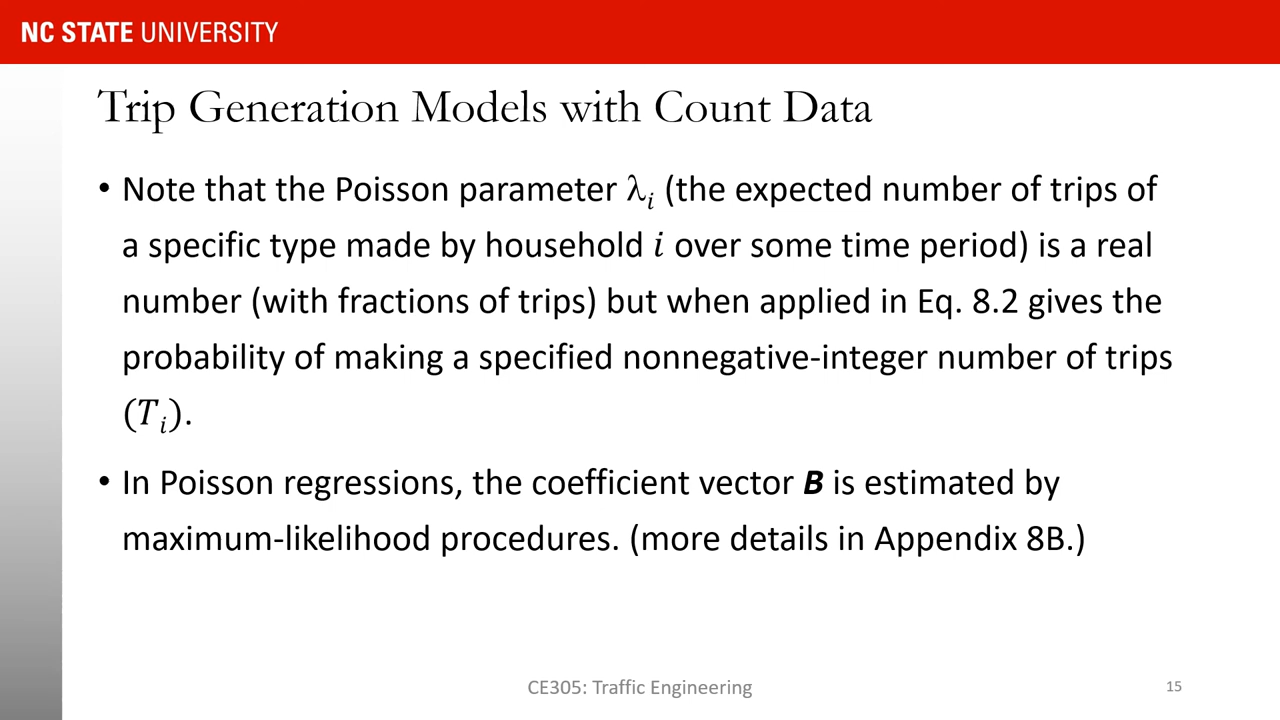 NC STATE UNIVERSITY
Trip Generation Models with Count Data
• Note that the Poisson parameter λi (the expected number of trips of
a specific type made by household i over some time period) is a real
number (with fractions of trips) but when applied in Eq. 8.2 gives the
probability of making a specified nonnegative-integer number of trips
(Ti).
• In Poisson regressions, the coefficient vector B is estimated by
maximum-likelihood procedures. (more details in Appendix 8B.)
CE305: Traffic Engineering
15